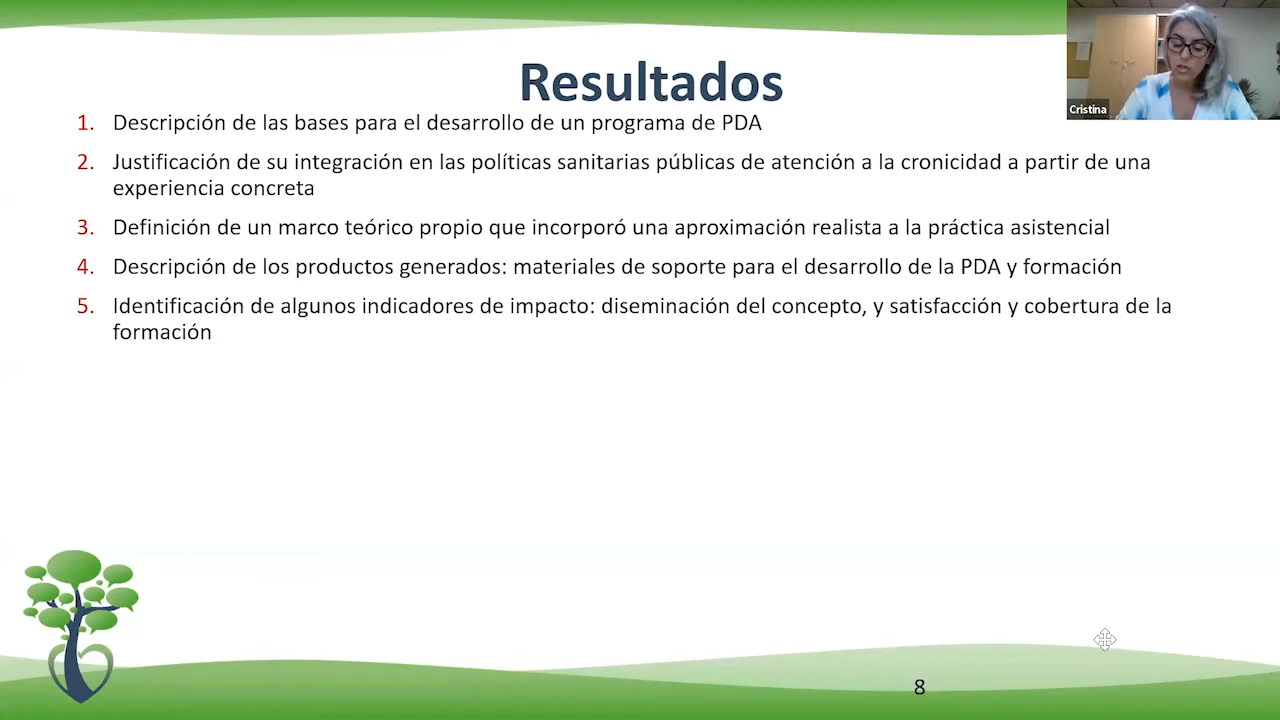 Resultados
Cristina
1. Descripción de las bases para el desarrollo de un programa de PDA
2. Justificación de su integración en las políticas sanitarias públicas de atención a la cronicidad a partir de una
experiencia concreta
3. Definición de un marco teórico propio que incorporó una aproximación realista a la práctica asistencial
4. Descripción de los productos generados: materiales de soporte para el desarrollo de la PDA y formación
5. Identificación de algunos indicadores de impacto: diseminación del concepto, y satisfacción y cobertura de la
formación
8